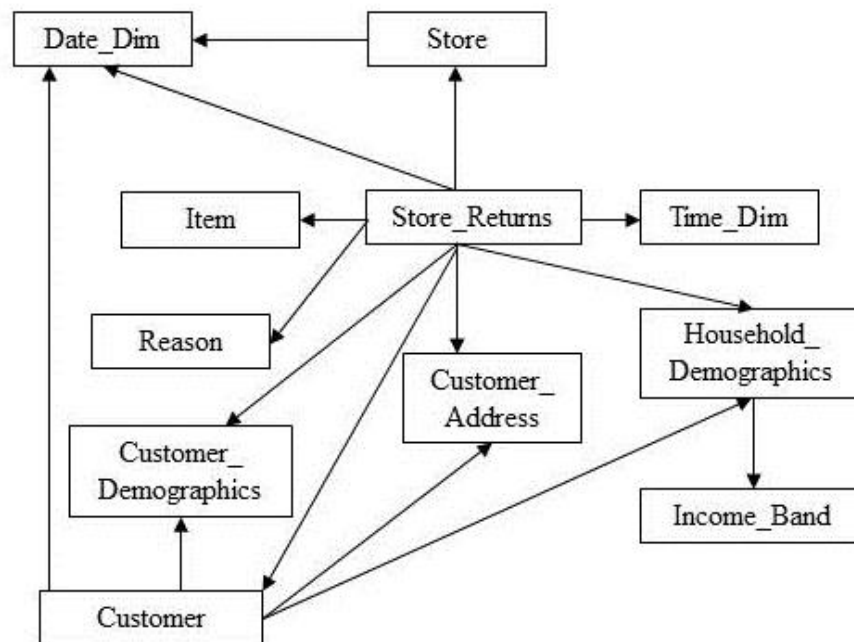 Date_Dim
Store
Item
Store_Returns
Time_Dim
Reason
Customer_
Address
Household_
Demographics
Customer_
Demographics
Income_Band
Customer